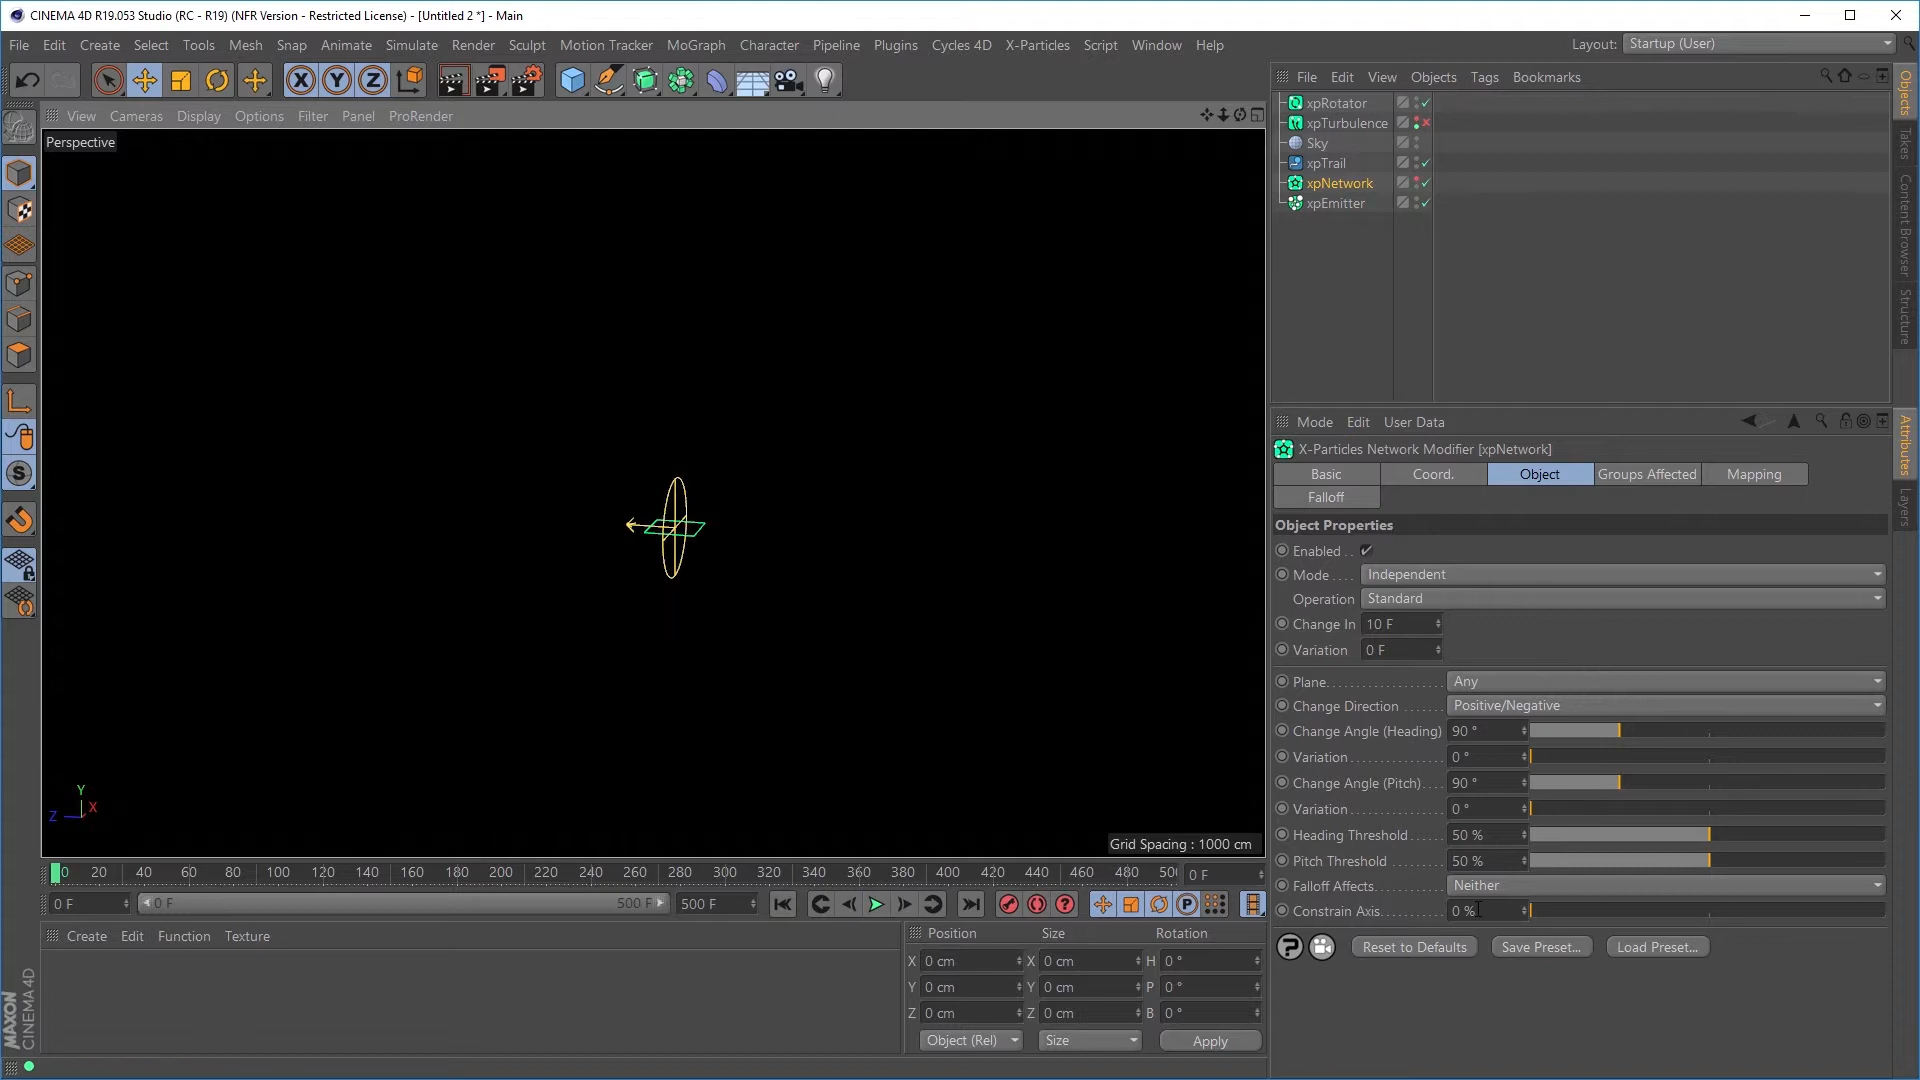 CINEMA 4D R19.053 Studio (RC - R19) (NFR Version - Restricted License) - [Untitled 2 *] - Main
File Edit Create Select Tools Mesh Snap Animate Simulate Render Sculpt Motion Tracker MoGraph Character Pipeline Plugins Cycles 4D X-Particles Script Window Help Layout: Startup (User)
X Y Z
View Cameras Display Options Filter Panel ProRender
Perspective
Y
X
Z
Grid Spacing : 1000 cm
0 20 40 60 80 100 120 140 160 180 200 220 240 260 280 300 320 340 360 380 400 420 440 460 480 50 0 F
0 F 0 F 500 F 500 F
Create Edit Function Texture
Position Size Rotation
X 0 cm X 0 cm H 0 °
Y 0 cm Y 0 cm P 0 °
Z 0 cm Z 0 cm B 0 °
Object (Rel) Size Apply
MAXON
CINEMA 4D
File Edit View Objects Tags Bookmarks
xpRotator
xpTurbulence
Sky
xpTrail
xpNetwork
xpEmitter
Objects
Takes
Content Browser
Structure
Mode Edit User Data
X-Particles Network Modifier [xpNetwork]
Basic Coord. Object Groups Affected Mapping
Falloff
Object Properties
Enabled . .
Mode . . . . Independent
Operation Standard
Change In 10 F
Variation 0 F
Plane. . . . . . . . . . . . . . . . . Any
Change Direction . . . . . . Positive/Negative
Change Angle (Heading) 90 °
Variation . . . . . . . . . . . . . . 0 °
Change Angle (Pitch). . . . 90 °
Variation . . . . . . . . . . . . . . 0 °
Heading Threshold . . . . . 50 %
Pitch Threshold . . . . . . . . 50 %
Falloff Affects. . . . . . . . . . Neither
Constrain Axis. . . . . . . . . 0 %
Reset to Defaults Save Preset... Load Preset...
Attributes
Layers